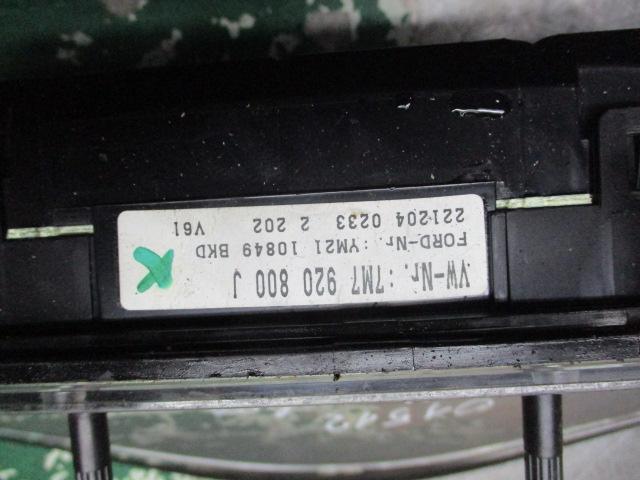 VW-Nr.: 7M7 920 800 J
FORD-Nr.: YM21 10849 BKD
221204 0233 2 202
V61